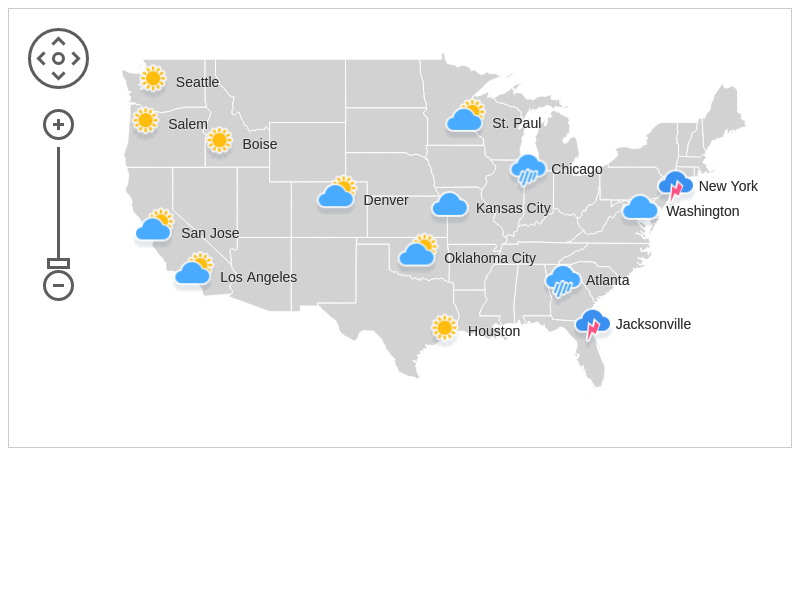 Seattle
Salem
Boise
St. Paul
Chicago
New York
Denver
Kansas City
Washington
San Jose
Oklahoma City
Los Angeles
Atlanta
Houston
Jacksonville